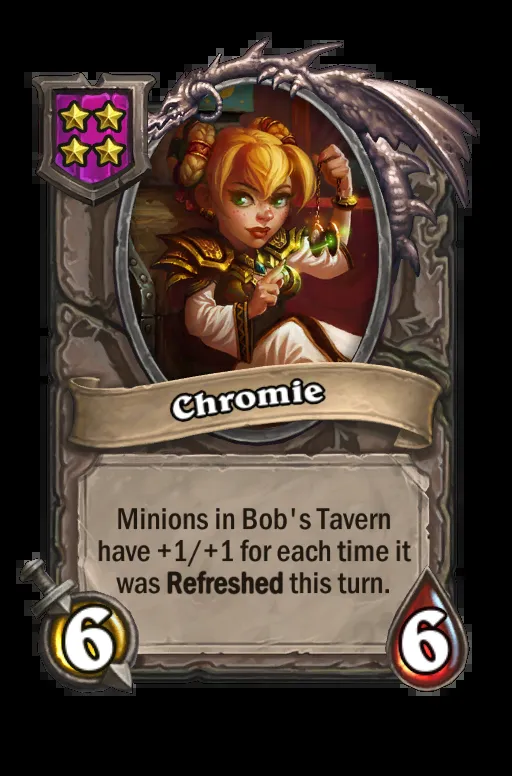 Chromie
Minions in Bob's Tavern
have +1/+1 for each time it
was Refreshed this turn.
6
6